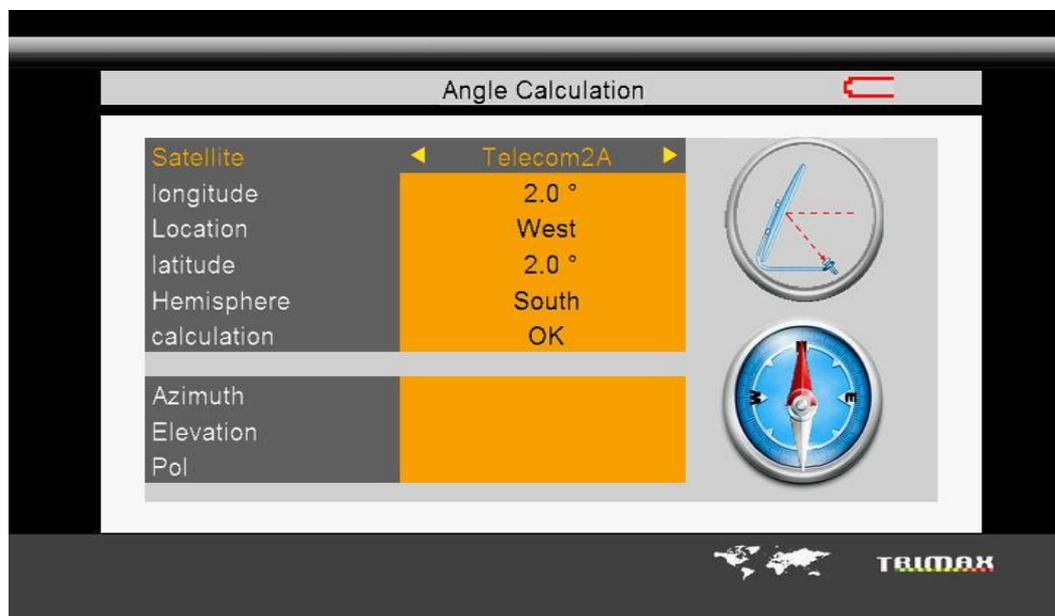 Angle Calculation
Satellite Telecom2A
longitude 2.0 °
Location West
latitude 2.0 °
Hemisphere South
calculation OK
Azimuth
Elevation
Pol
N
W E
TRIMAX